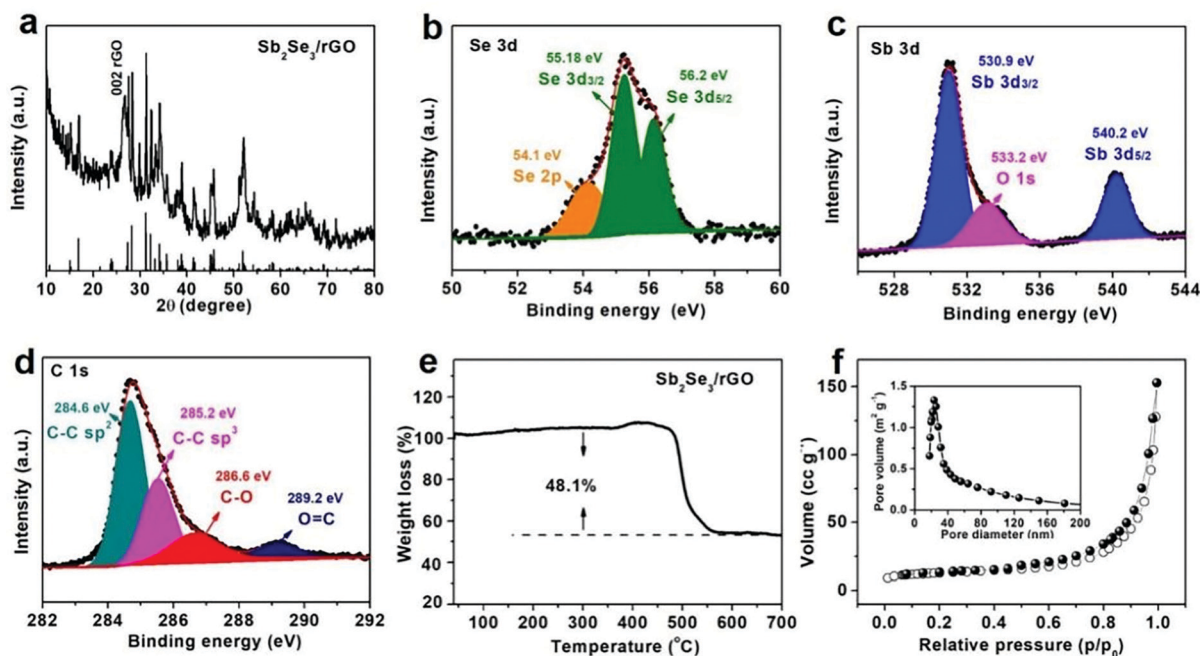 a
Sb2Se3/rGO
002 rGO
Intensity (a.u.)
10 20 30 40 50 60 70 80
2θ (degree)
b
Se 3d
55.18 eV
Se 3d3/2
56.2 eV
Se 3d5/2
54.1 eV
Se 2p
Intensity (a.u.)
50 52 54 56 58 60
Binding energy (eV)
c
Sb 3d
530.9 eV
Sb 3d3/2
533.2 eV
O 1s
540.2 eV
Sb 3d5/2
Intensity (a.u.)
528 532 536 540 544
Binding energy (eV)
d
C 1s
284.6 eV
C-C sp2
285.2 eV
C-C sp3
286.6 eV
C-O
289.2 eV
O=C
Intensity (a.u.)
282 284 286 288 290 292
Binding energy (eV)
e
Sb2Se3/rGO
120
100
80
60
40
20
48.1%
Weight loss (%)
100 200 300 400 500 600 700
Temperature (°C)
f
150
100
50
0
Volume (cc g-1)
0.0 0.2 0.4 0.6 0.8 1.0
Relative pressure (p/p0)
1.5
1.0
0.5
0.0
Pore volume (m2 g-1)
0 40 80 120 160 200
Pore diameter (nm)